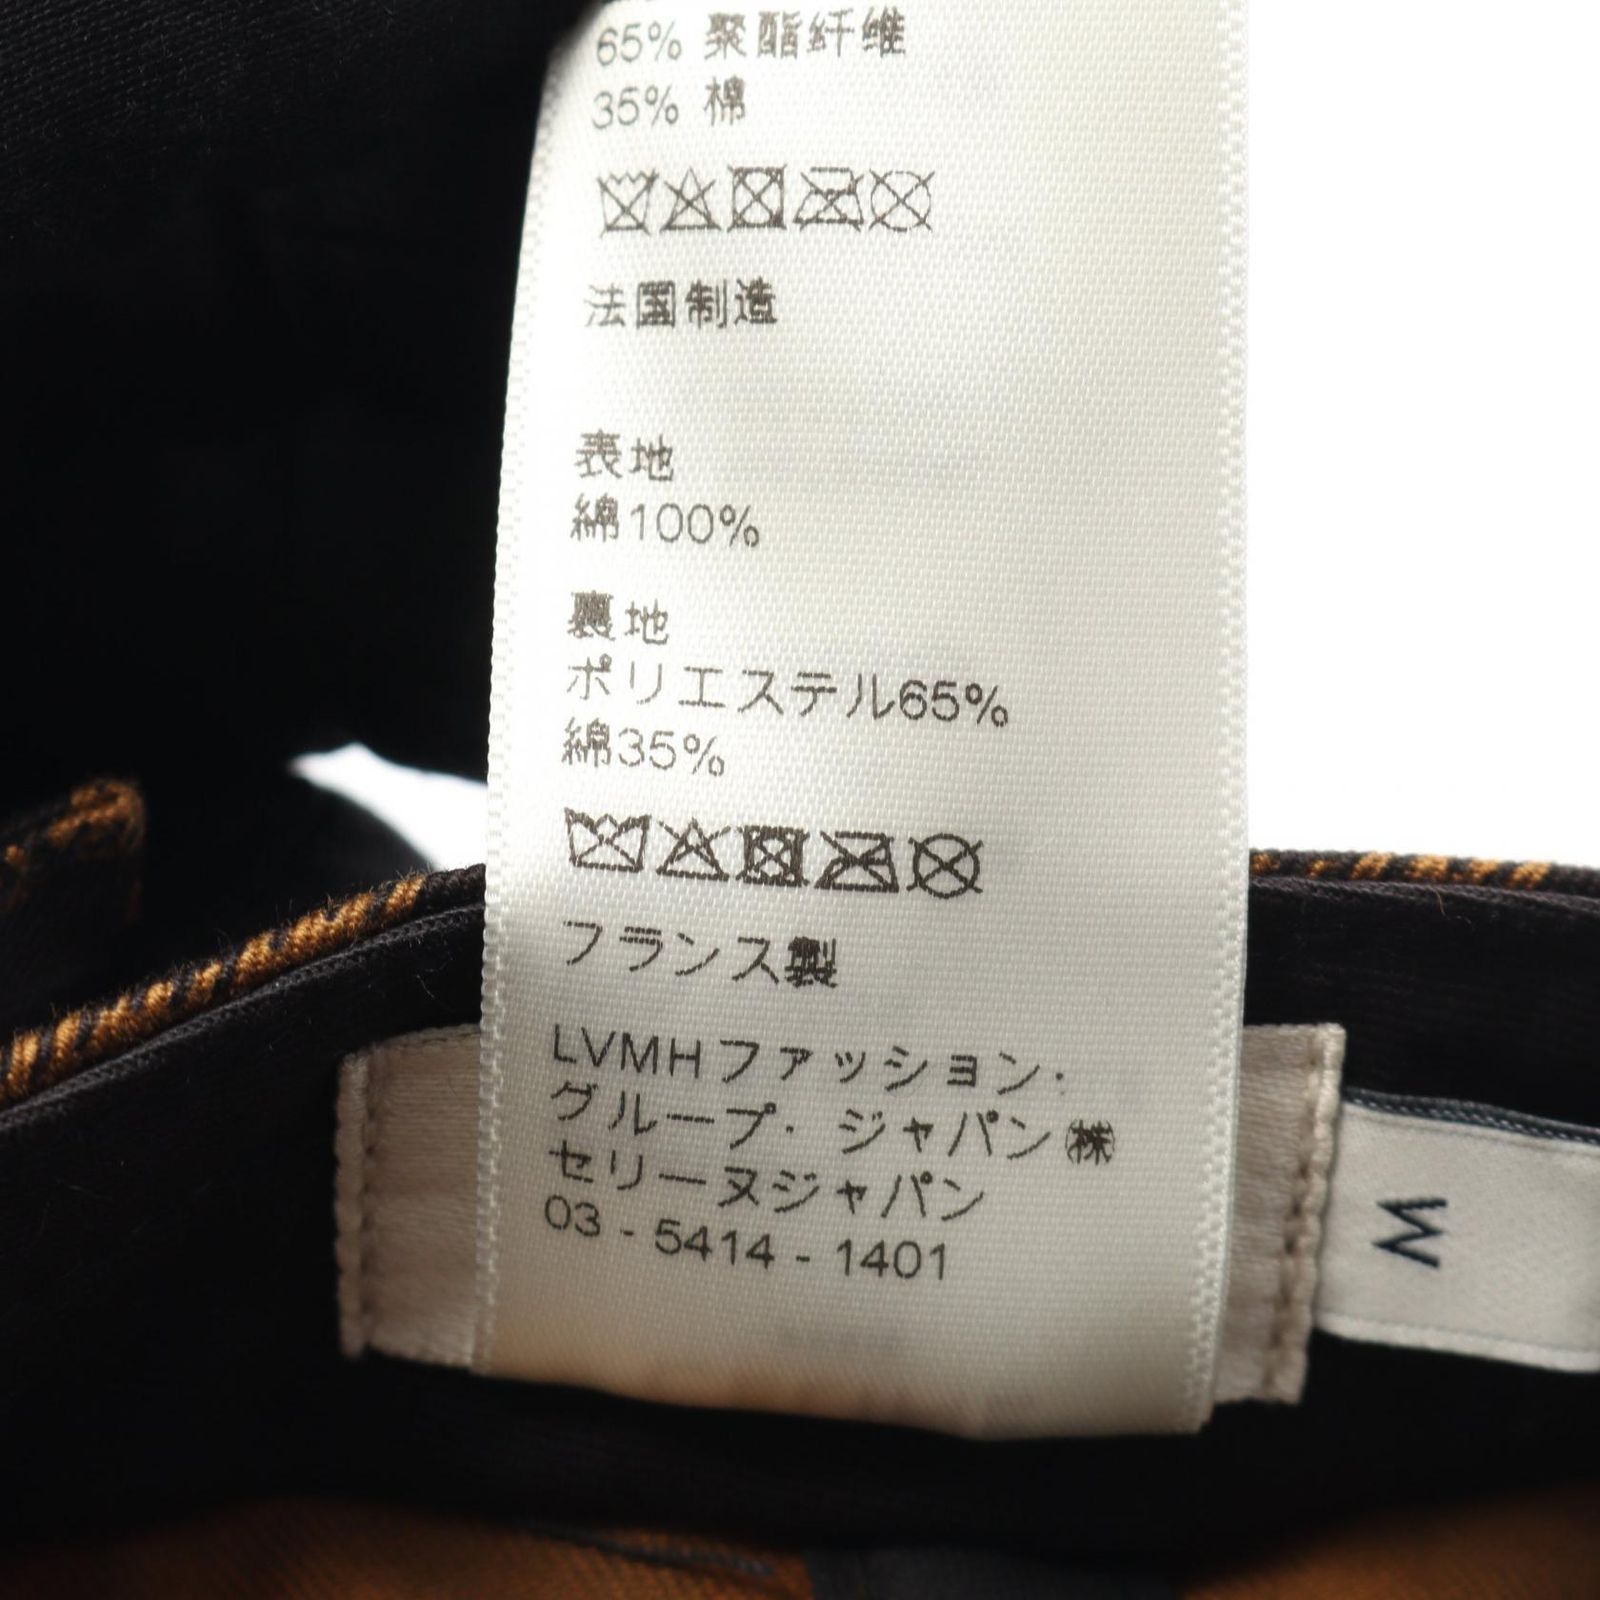 65% 聚酯纤维
35% 棉
法国制造
表地
綿100%
裏地
ポリエステル65%
綿35%
フランス製
LVMHファッション・
グループ・ジャパン㈱
セリーヌジャパン
03 - 5414 - 1401
M